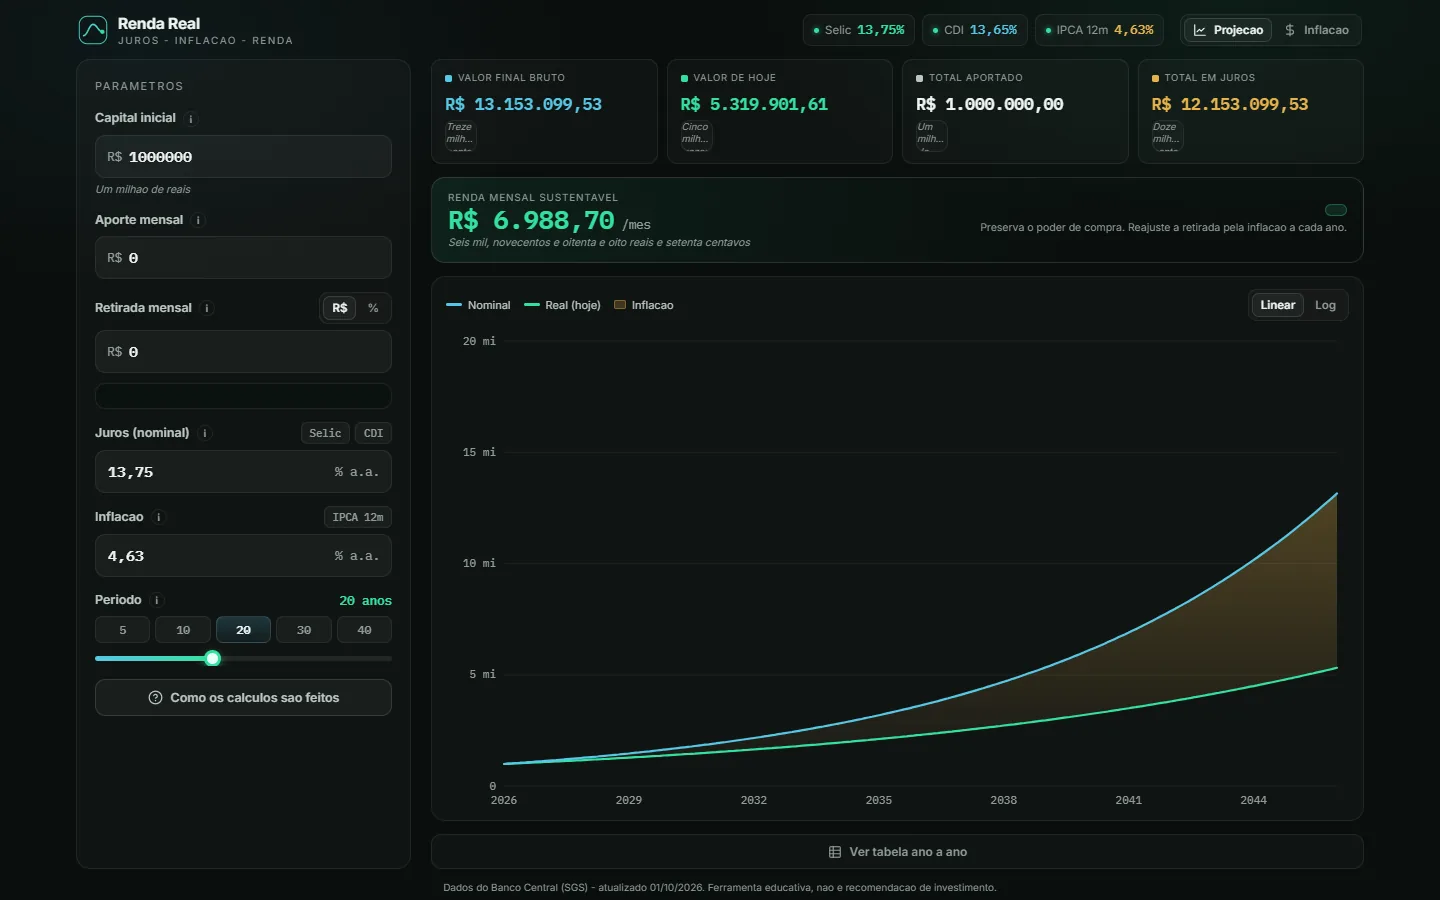 Renda Real
JUROS - INFLACAO - RENDA
Selic 13,75%
CDI 13,65%
IPCA 12m 4,63%
Projecao
$ Inflacao
PARAMETROS
Capital inicial i
R$ 1000000
Um milhao de reais
Aporte mensal i
R$ 0
Retirada mensal i
R$ %
R$ 0
Juros (nominal) i
Selic CDI
13,75 % a.a.
Inflacao i
IPCA 12m
4,63 % a.a.
Periodo i
20 anos
5 10 20 30 40
? Como os calculos sao feitos
VALOR FINAL BRUTO
R$ 13.153.099,53
Treze
milh...
VALOR DE HOJE
R$ 5.319.901,61
Cinco
milh...
TOTAL APORTADO
R$ 1.000.000,00
Um
milh...
TOTAL EM JUROS
R$ 12.153.099,53
Doze
milh...
RENDA MENSAL SUSTENTAVEL
R$ 6.988,70 /mes
Seis mil, novecentos e oitenta e oito reais e setenta centavos
Preserva o poder de compra. Reajuste a retirada pela inflacao a cada ano.
Nominal Real (hoje) Inflacao
Linear Log
20 mi
15 mi
10 mi
5 mi
0
2026 2029 2032 2035 2038 2041 2044
Ver tabela ano a ano
Dados do Banco Central (SGS) - atualizado 01/10/2026. Ferramenta educativa, nao e recomendacao de investimento.